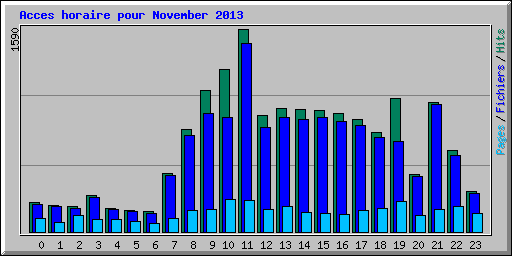 Acces horaire pour November 2013
1590
Pages / Fichiers / Hits
0 1 2 3 4 5 6 7 8 9 10 11 12 13 14 15 16 17 18 19 20 21 22 23